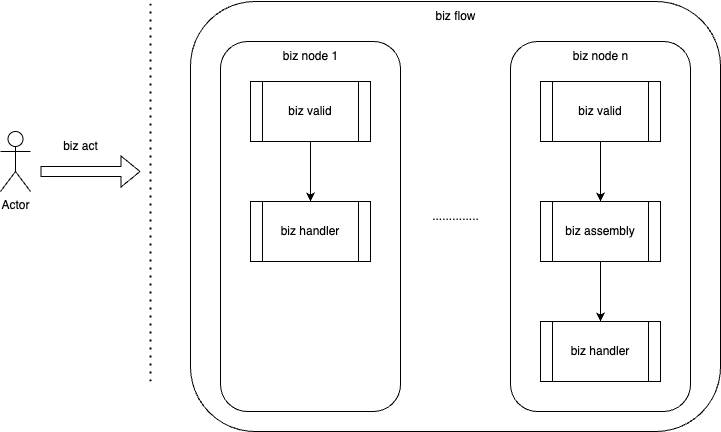 biz flow
biz node 1
biz node n
biz valid
biz valid
biz act
Actor
biz handler
..............
biz assembly
biz handler